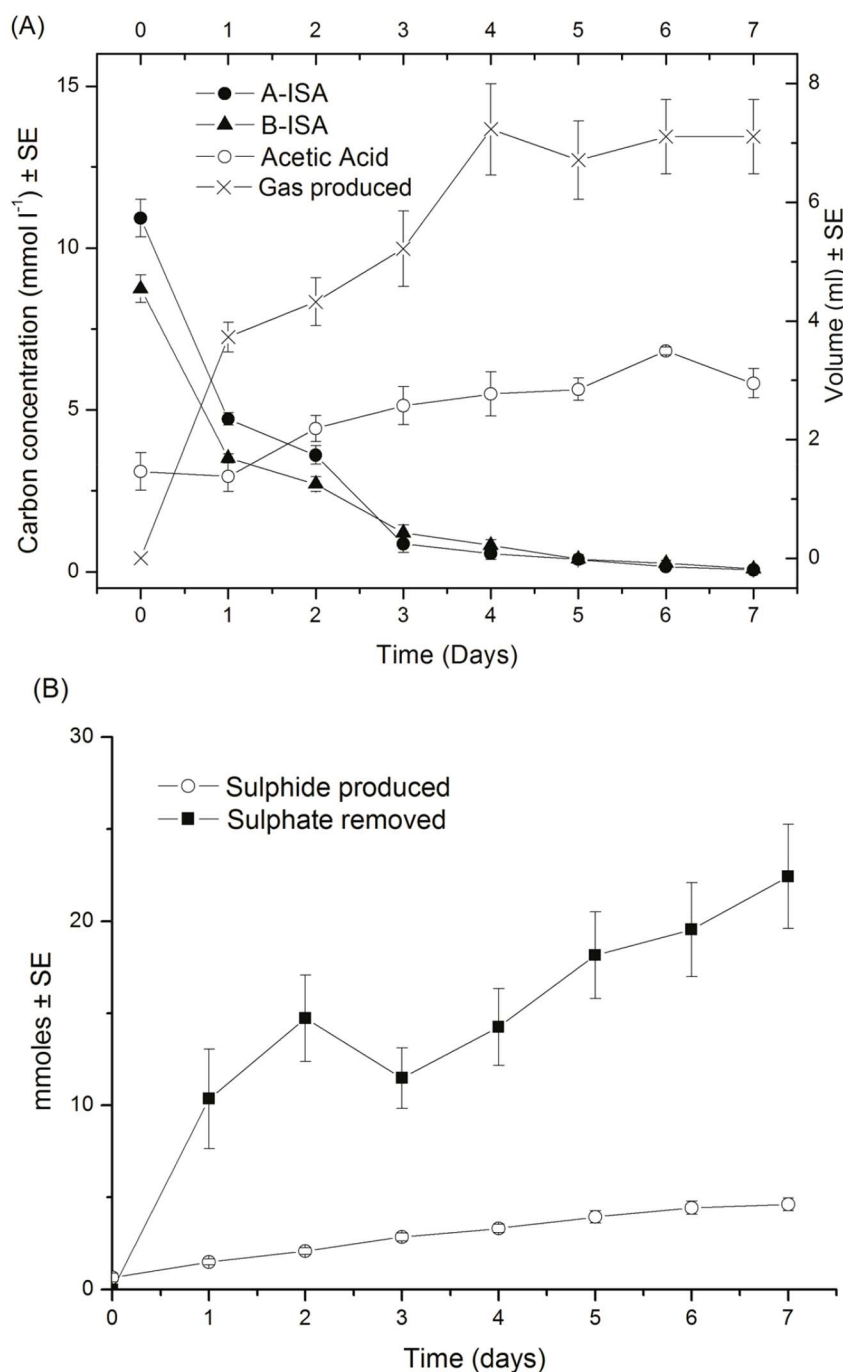 (A)
0 1 2 3 4 5 6 7
A-ISA
B-ISA
Acetic Acid
Gas produced
15
10
5
0
Carbon concentration (mmol l⁻¹) ± SE
8
6
4
2
0
Volume (ml) ± SE
0 1 2 3 4 5 6 7
Time (Days)
(B)
Sulphide produced
Sulphate removed
30
20
10
0
mmoles ± SE
0 1 2 3 4 5 6 7
Time (days)